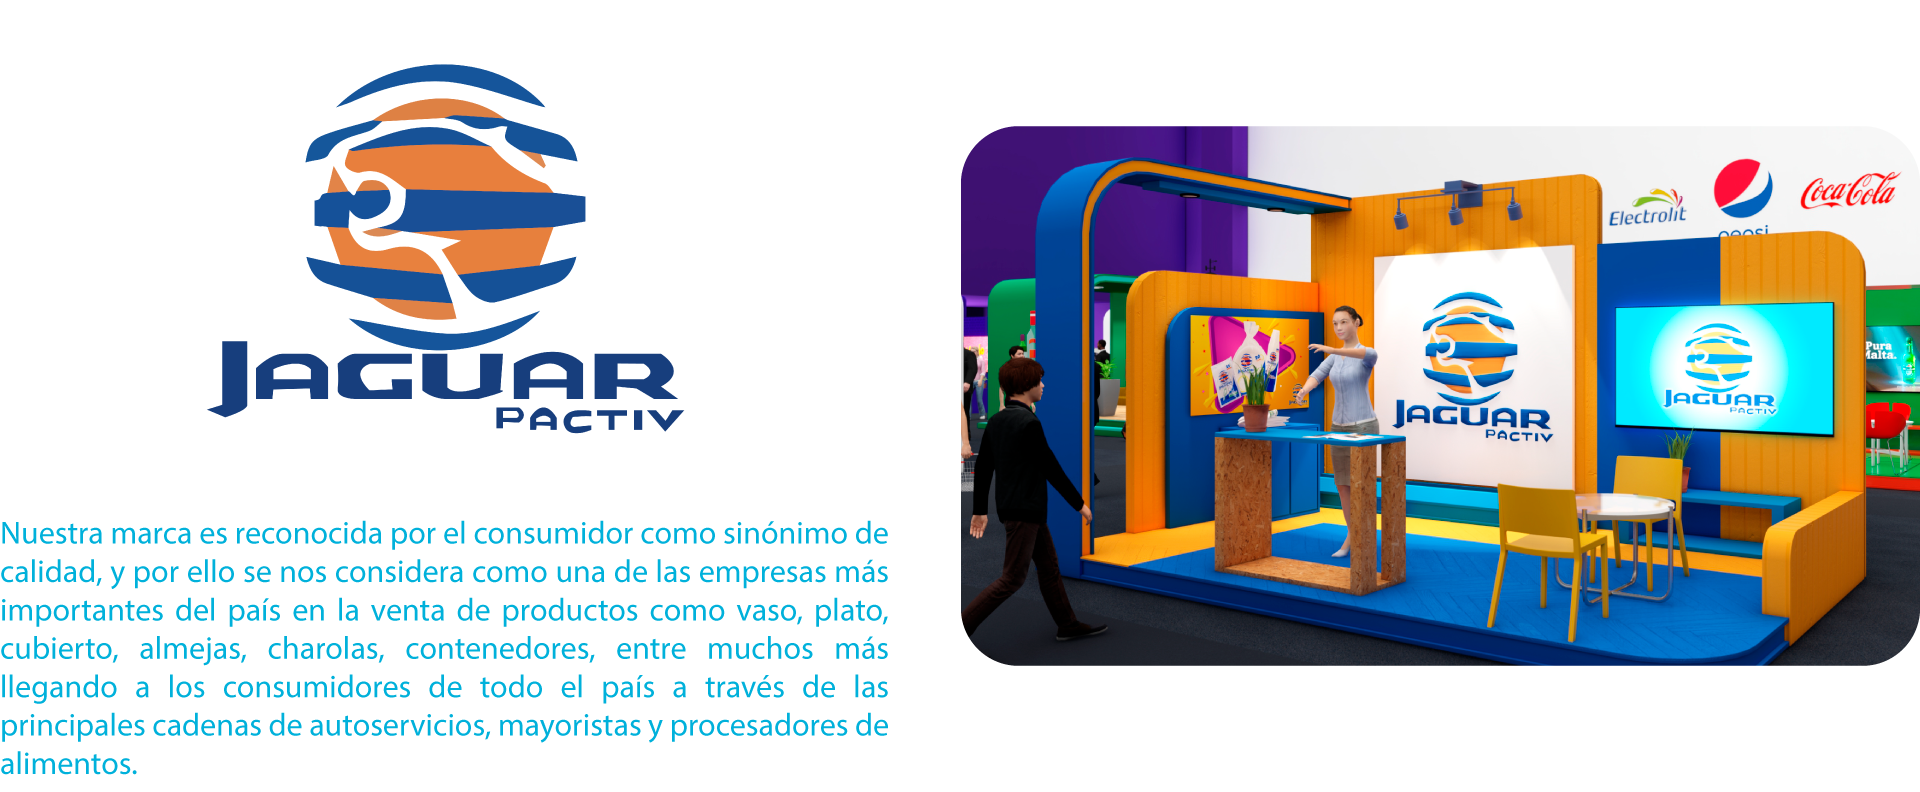 JAGUAR
PACTIV
Nuestra marca es reconocida por el consumidor como sinónimo de
calidad, y por ello se nos considera como una de las empresas más
importantes del país en la venta de productos como vaso, plato,
cubierto, almejas, charolas, contenedores, entre muchos más
llegando a los consumidores de todo el país a través de las
principales cadenas de autoservicios, mayoristas y procesadores de
alimentos.
Electrolit
pepsi
Coca-Cola
JAGUAR
PACTIV
JAGUAR
PACTIV
Pura
Malta.